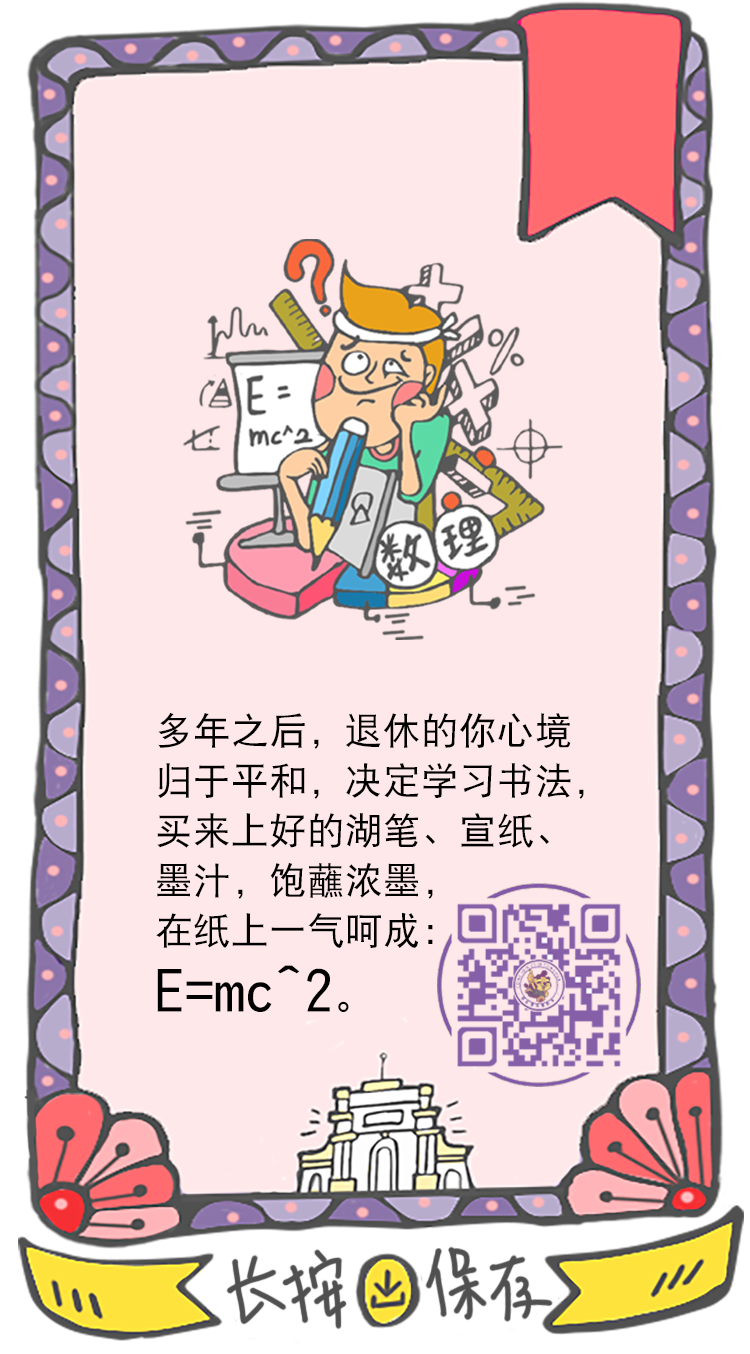 E=
mc^2
数理
多年之后，退休的你心境
归于平和，决定学习书法，
买来上好的湖笔、宣纸、
墨汁，饱蘸浓墨，
在纸上一气呵成：
E=mc^2。
长按保存